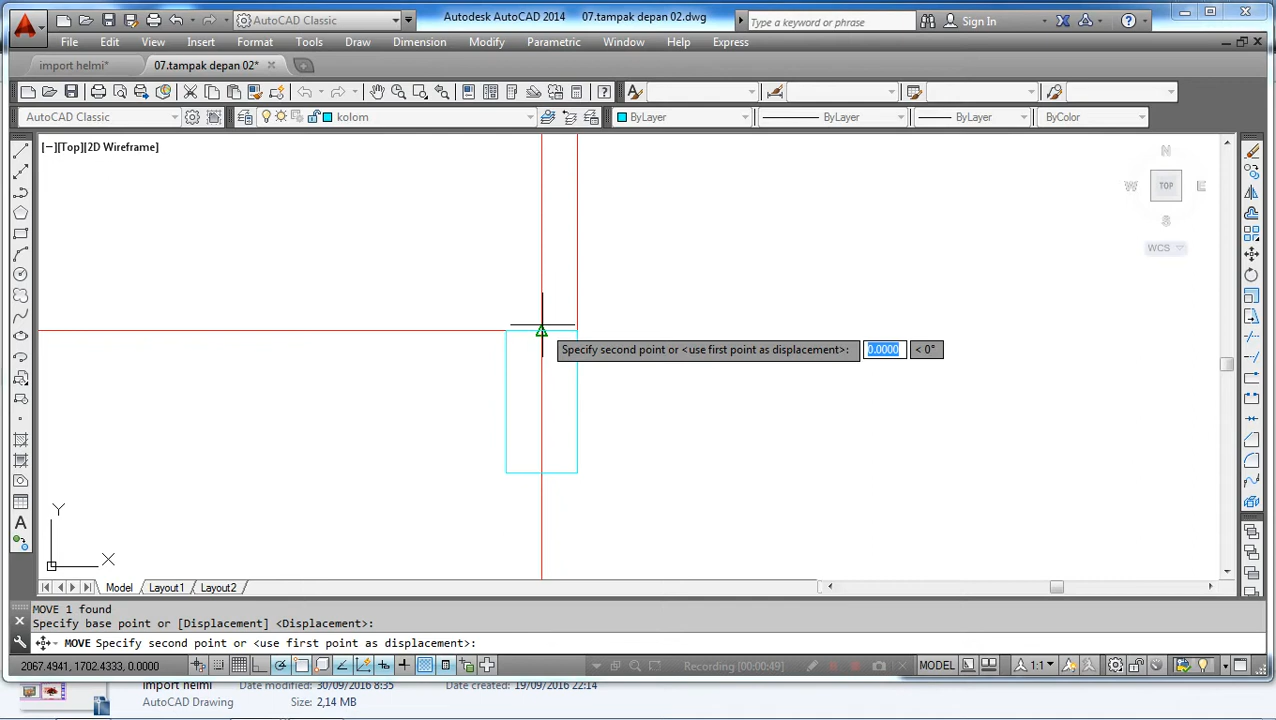 AutoCAD Classic
Autodesk AutoCAD 2014 07.tampak depan 02.dwg
Type a keyword or phrase
Sign In
File Edit View Insert Format Tools Draw Dimension Modify Parametric Window Help Express
import helmi*
07.tampak depan 02*
AutoCAD Classic
kolom
ByLayer
ByLayer
ByLayer
ByColor
[−][Top][2D Wireframe]
N
W
TOP
E
S
WCS
Specify second point or <use first point as displacement>: 0.0000 < 0°
Y
X
Model Layout1 Layout2
MOVE 1 found
Specify base point or [Displacement] <Displacement>:
MOVE Specify second point or <use first point as displacement>:
2067.4941, 1702.4333, 0.0000
Recording [00:00:49]
MODEL
1:1
import helmi Date modified: 30/09/2016 8:35 Date created: 19/09/2016 22:14
AutoCAD Drawing Size: 2,14 MB